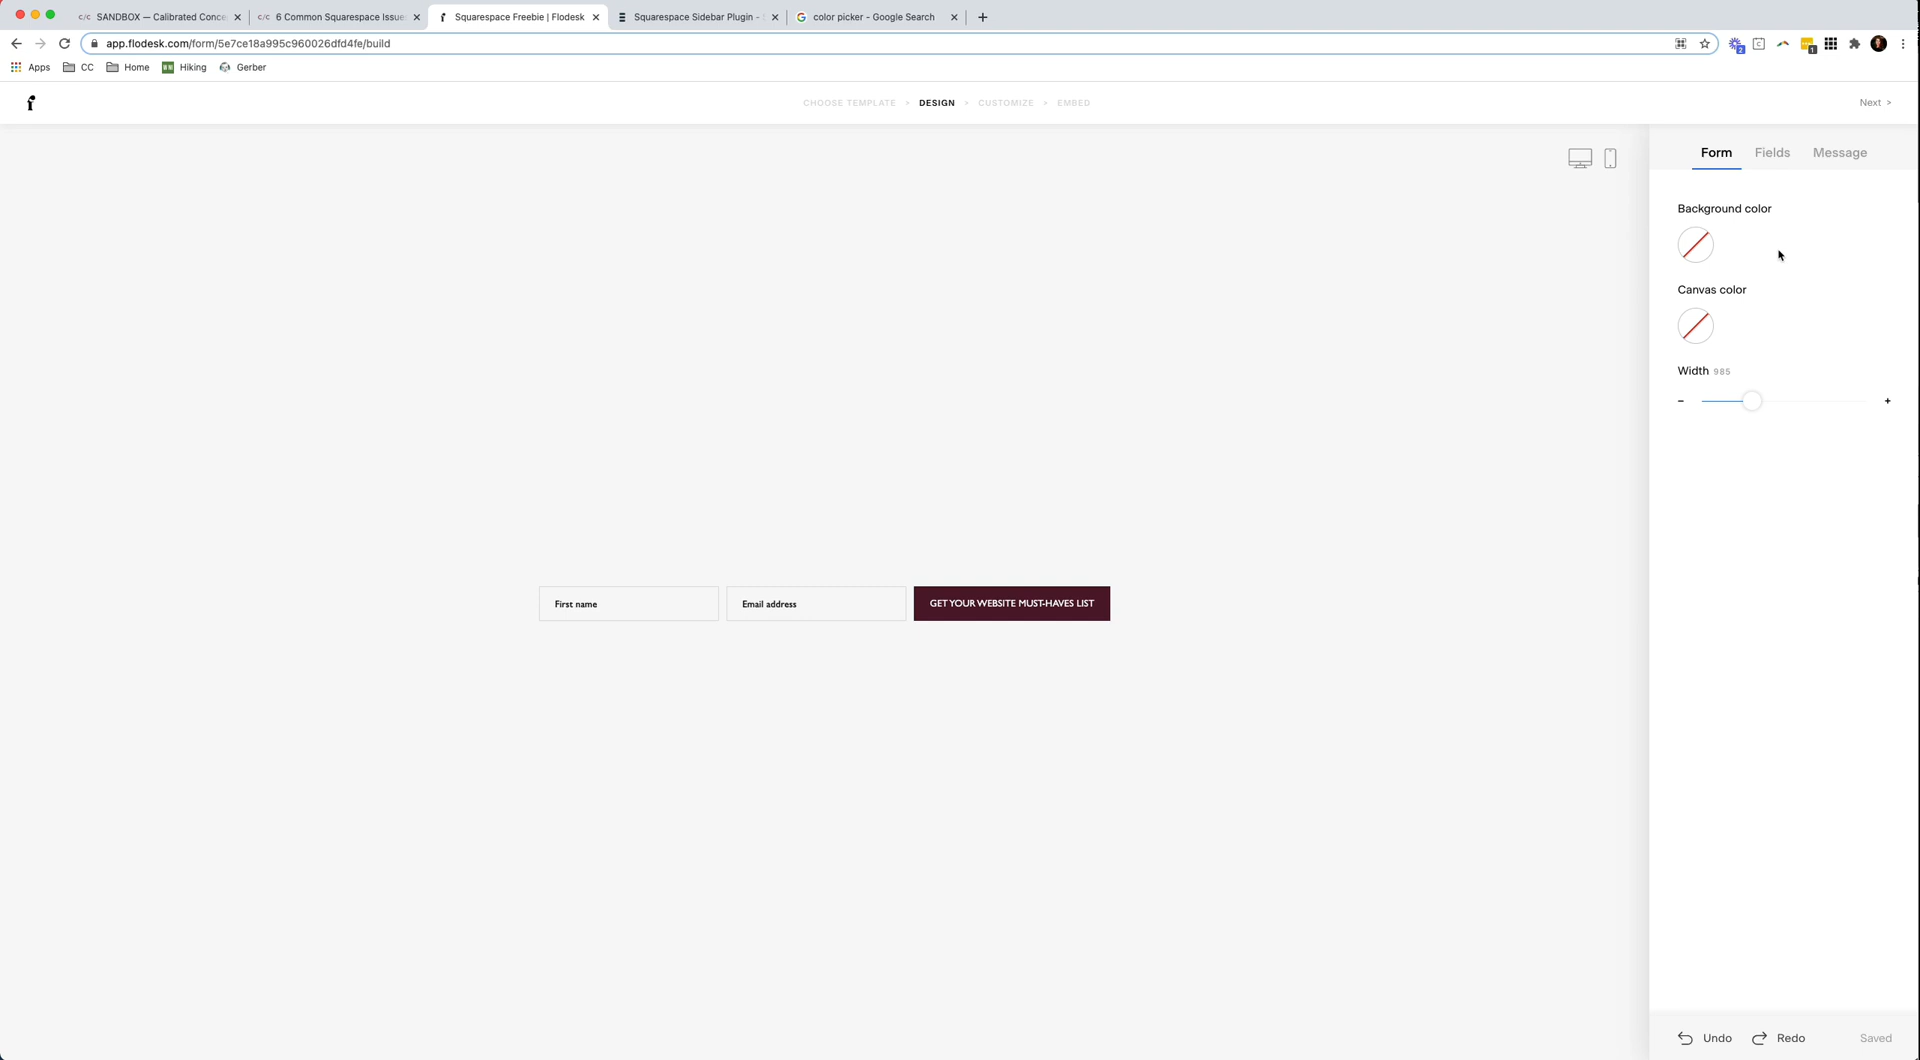 SANDBOX — Calibrated Conce
6 Common Squarespace Issue
Squarespace Freebie | Flodesk
Squarespace Sidebar Plugin -
color picker - Google Search
app.flodesk.com/form/5e7ce18a995c960026dfd4fe/build
Apps
CC
Home
Hiking
Gerber
CHOOSE TEMPLATE > DESIGN > CUSTOMIZE > EMBED
Next >
Form
Fields
Message
Background color
Canvas color
Width 985
- +
First name
Email address
GET YOUR WEBSITE MUST-HAVES LIST
Undo
Redo
Saved